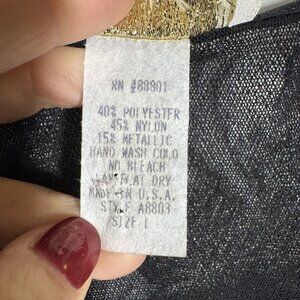 RN #88901
40% POLYESTER
45% NYLON
15% METALLIC
HAND WASH COLD
NO BLEACH
LAY FLAT DRY
MADE IN U.S.A.
STYLE A8803
SIZE: L